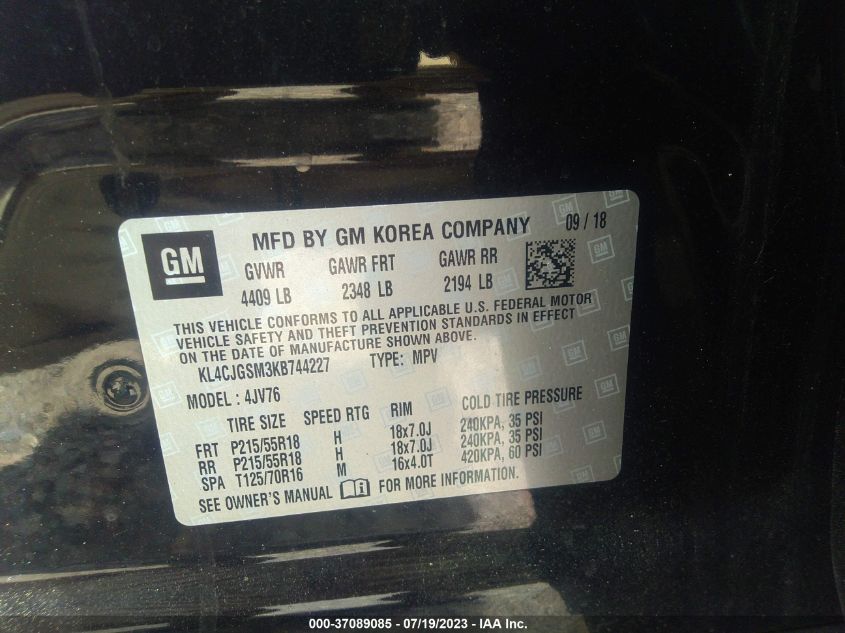 GM
MFD BY GM KOREA COMPANY 09 / 18
GVWR GAWR FRT GAWR RR
4409 LB 2348 LB 2194 LB
THIS VEHICLE CONFORMS TO ALL APPLICABLE U.S. FEDERAL MOTOR
VEHICLE SAFETY AND THEFT PREVENTION STANDARDS IN EFFECT
ON THE DATE OF MANUFACTURE SHOWN ABOVE.
KL4CJGSM3KB744227 TYPE: MPV
MODEL : 4JV76
TIRE SIZE SPEED RTG RIM COLD TIRE PRESSURE
FRT P215/55R18 H 18x7.0J 240KPA, 35 PSI
RR P215/55R18 H 18x7.0J 240KPA, 35 PSI
SPA T125/70R16 M 16x4.0T 420KPA, 60 PSI
SEE OWNER'S MANUAL FOR MORE INFORMATION.
000-37089085 - 07/19/2023 - IAA Inc.